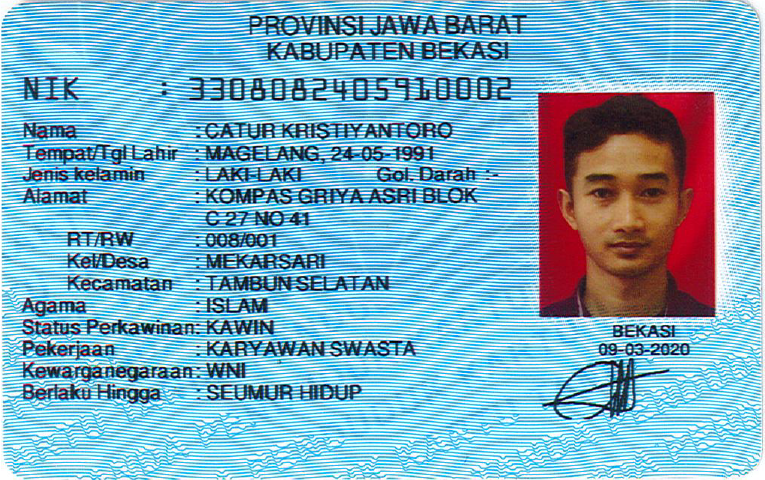 PROVINSI JAWA BARAT
KABUPATEN BEKASI
NIK : 3308082405910002
Nama : CATUR KRISTIYANTORO
Tempat/Tgl Lahir : MAGELANG, 24-05-1991
Jenis kelamin : LAKI-LAKI Gol. Darah :-
Alamat : KOMPAS GRIYA ASRI BLOK
C 27 NO 41
RT/RW : 008/001
Kel/Desa : MEKARSARI
Kecamatan : TAMBUN SELATAN
Agama : ISLAM
Status Perkawinan: KAWIN
Pekerjaan : KARYAWAN SWASTA
Kewarganegaraan: WNI
Berlaku Hingga : SEUMUR HIDUP
BEKASI
09-03-2020